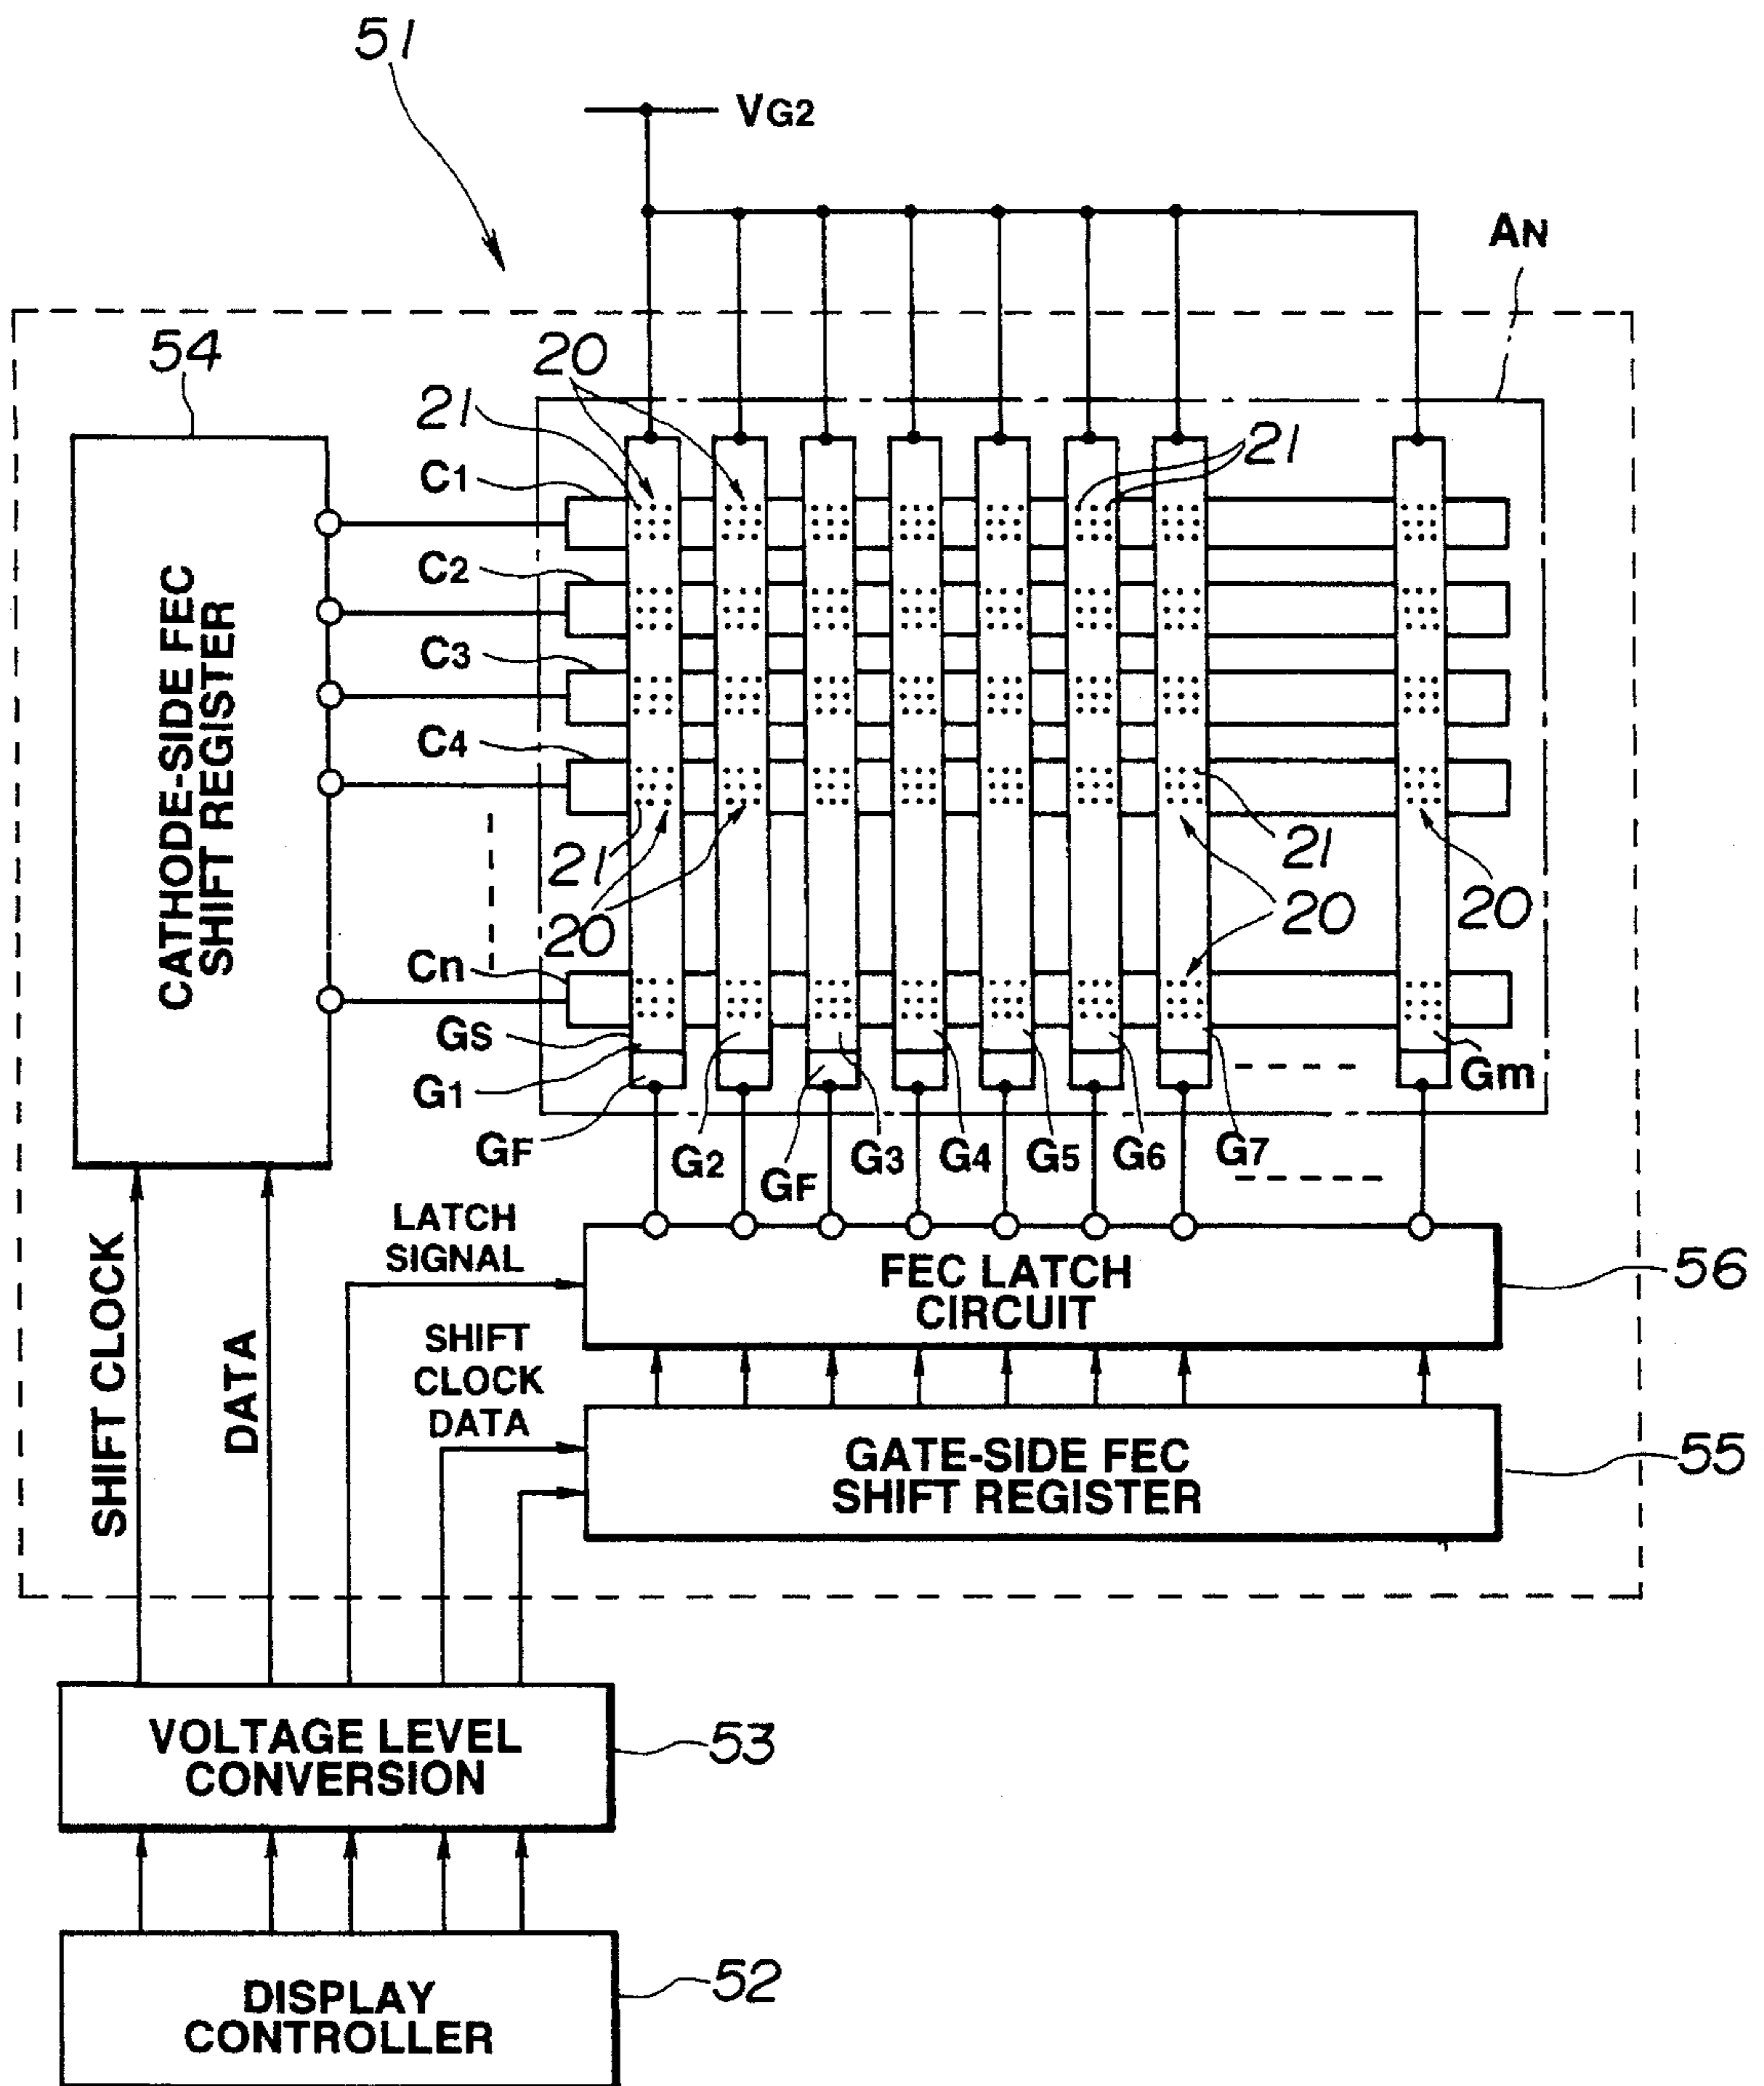 51
VG2
AN
54
20
21
21
C1
C2
C3
C4
Cn
CATHODE-SIDE FEC
SHIFT REGISTER
21
20
21
20
20
GS
G1
GF
G2
GF
G3
G4
G5
G6
G7
Gm
LATCH
SIGNAL
FEC LATCH
CIRCUIT
56
SHIFT CLOCK
DATA
SHIFT
CLOCK
DATA
GATE-SIDE FEC
SHIFT REGISTER
55
VOLTAGE LEVEL
CONVERSION
53
DISPLAY
CONTROLLER
52